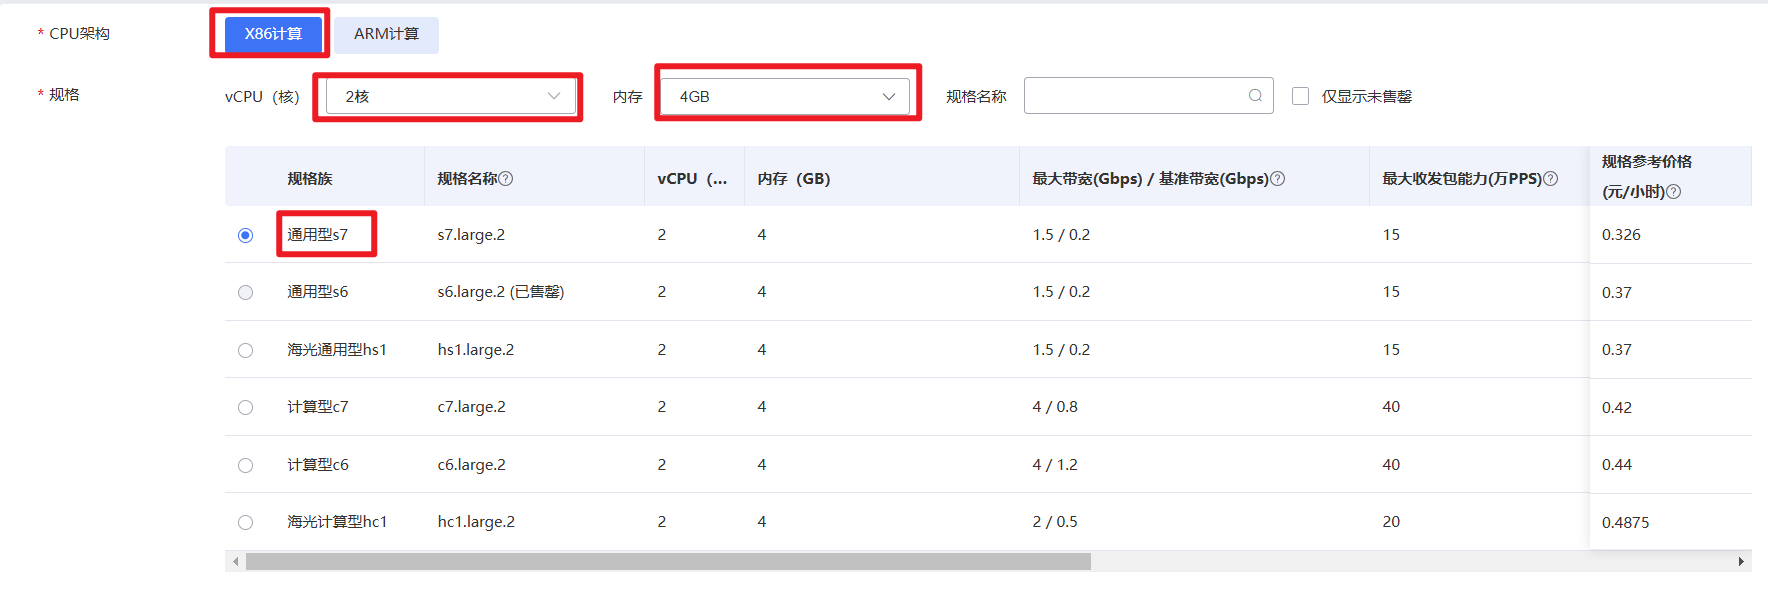 * CPU架构 X86计算 ARM计算
* 规格 vCPU（核） 2核 内存 4GB 规格名称 仅显示未售罄
规格族 规格名称 vCPU（... 内存（GB） 最大带宽(Gbps) / 基准带宽(Gbps) 最大收发包能力(万PPS) 规格参考价格
(元/小时)
通用型s7 s7.large.2 2 4 1.5 / 0.2 15 0.326
通用型s6 s6.large.2 (已售罄) 2 4 1.5 / 0.2 15 0.37
海光通用型hs1 hs1.large.2 2 4 1.5 / 0.2 15 0.37
计算型c7 c7.large.2 2 4 4 / 0.8 40 0.42
计算型c6 c6.large.2 2 4 4 / 1.2 40 0.44
海光计算型hc1 hc1.large.2 2 4 2 / 0.5 20 0.4875